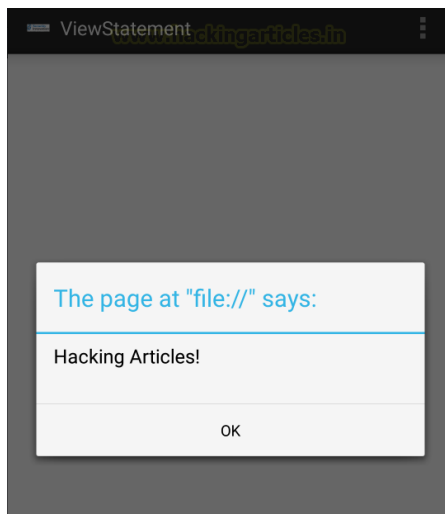 ViewStatement
www.hackingarticles.in
The page at "file://" says:
Hacking Articles!
OK